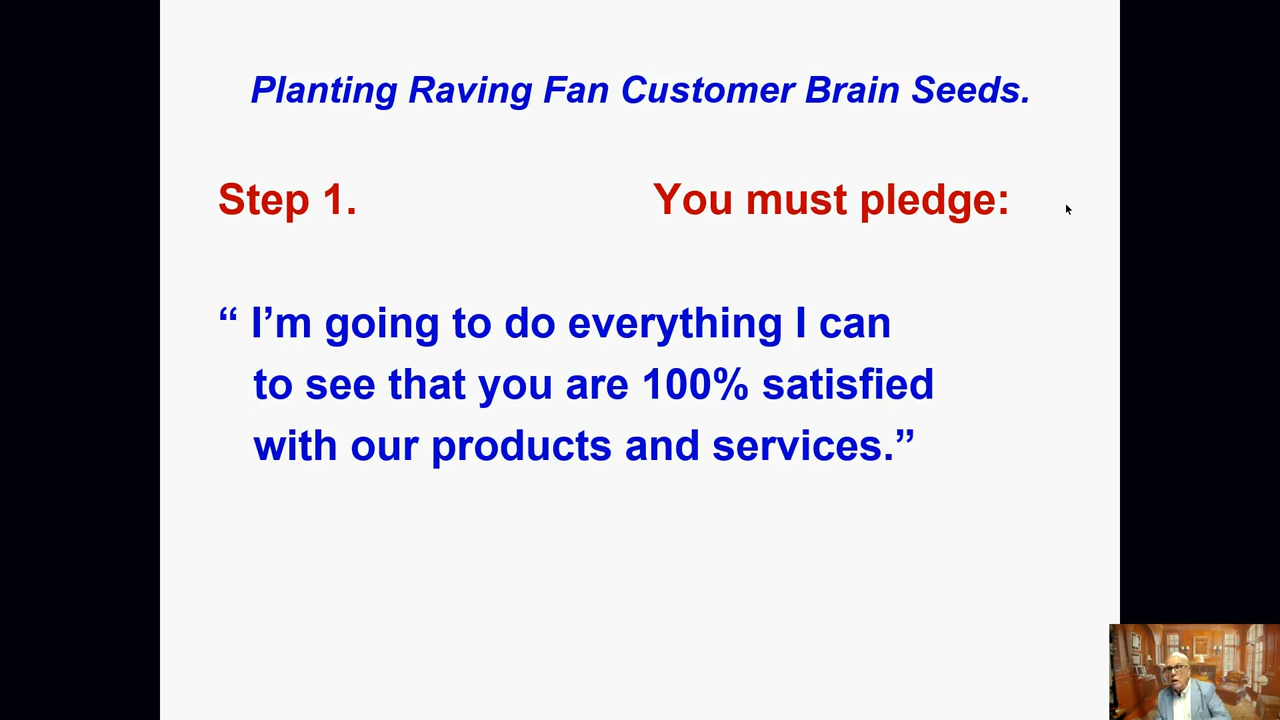 Planting Raving Fan Customer Brain Seeds.
Step 1. You must pledge:
“ I’m going to do everything I can
to see that you are 100% satisfied
with our products and services.”